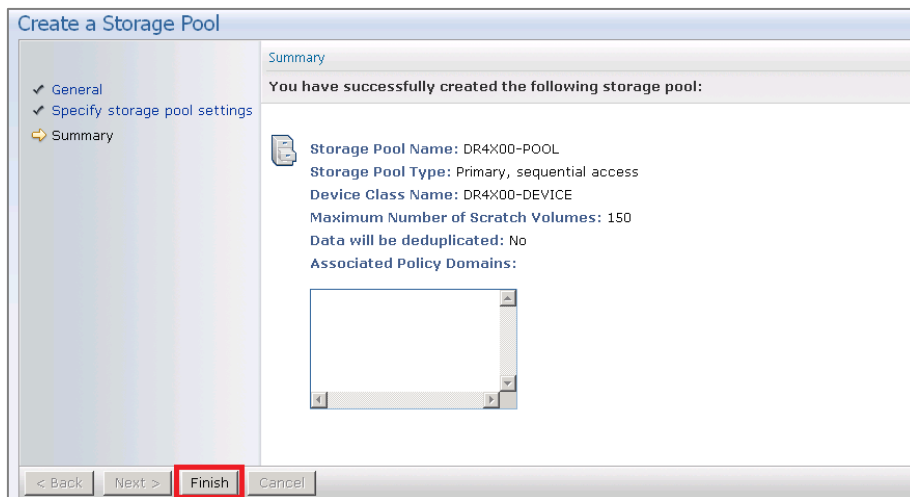 Create a Storage Pool
General
Specify storage pool settings
Summary
Summary
You have successfully created the following storage pool:
Storage Pool Name: DR4X00-POOL
Storage Pool Type: Primary, sequential access
Device Class Name: DR4X00-DEVICE
Maximum Number of Scratch Volumes: 150
Data will be deduplicated: No
Associated Policy Domains:
< Back Next > Finish Cancel